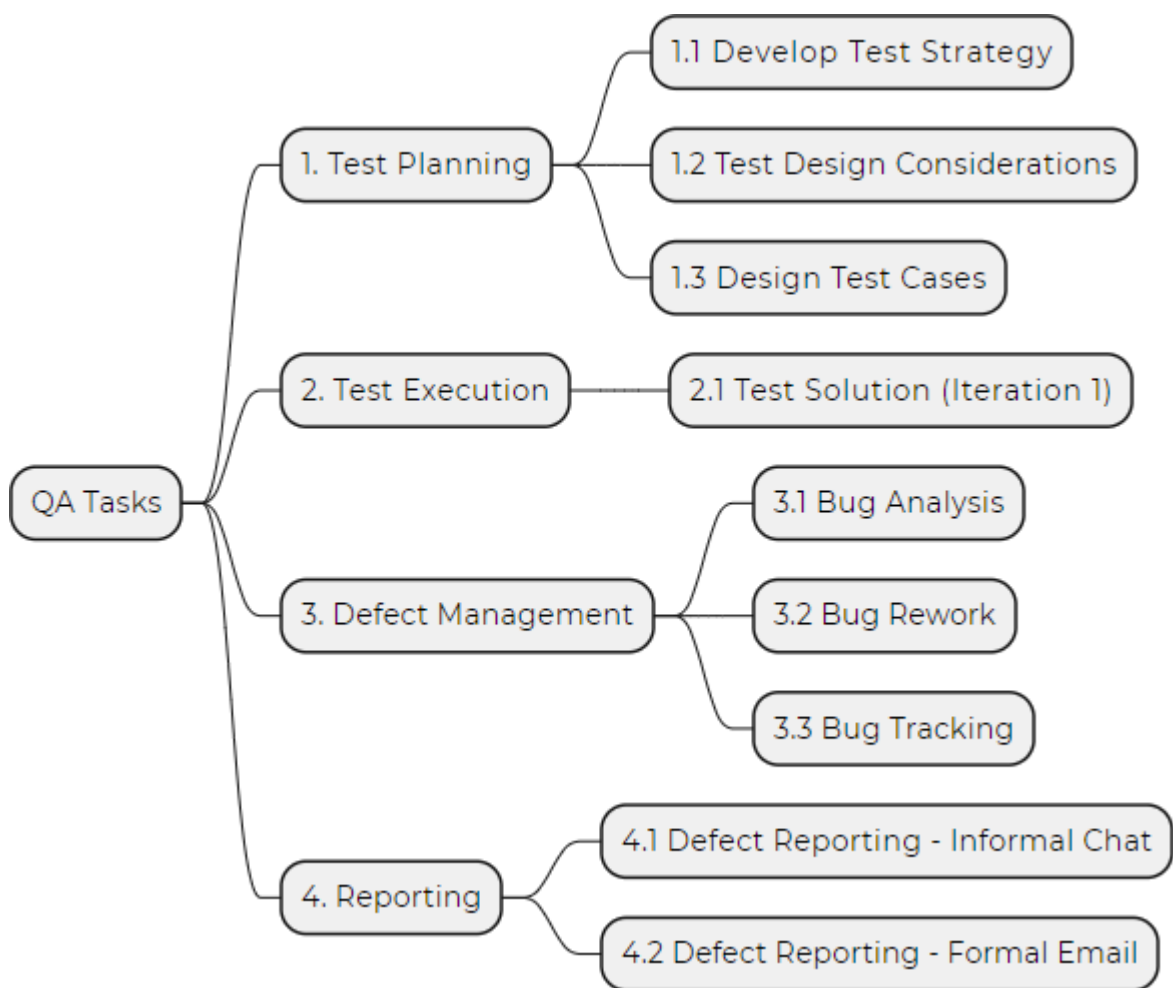 QA Tasks
1. Test Planning
1.1 Develop Test Strategy
1.2 Test Design Considerations
1.3 Design Test Cases
2. Test Execution
2.1 Test Solution (Iteration 1)
3. Defect Management
3.1 Bug Analysis
3.2 Bug Rework
3.3 Bug Tracking
4. Reporting
4.1 Defect Reporting - Informal Chat
4.2 Defect Reporting - Formal Email